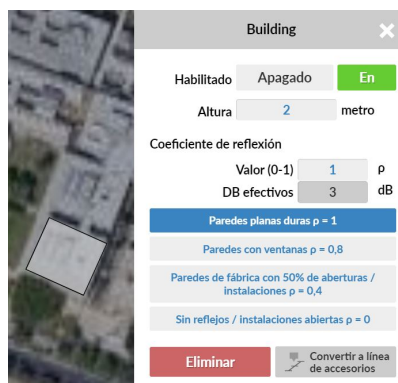 Building
Habilitado Apagado En
Altura 2 metro
Coeficiente de reflexión
Valor (0-1) 1 ρ
DB efectivos 3 dB
Paredes planas duras ρ = 1
Paredes con ventanas ρ = 0,8
Paredes de fábrica con 50% de aberturas /
instalaciones ρ = 0,4
Sin reflejos / instalaciones abiertas ρ = 0
Eliminar
Convertir a línea
de accesorios